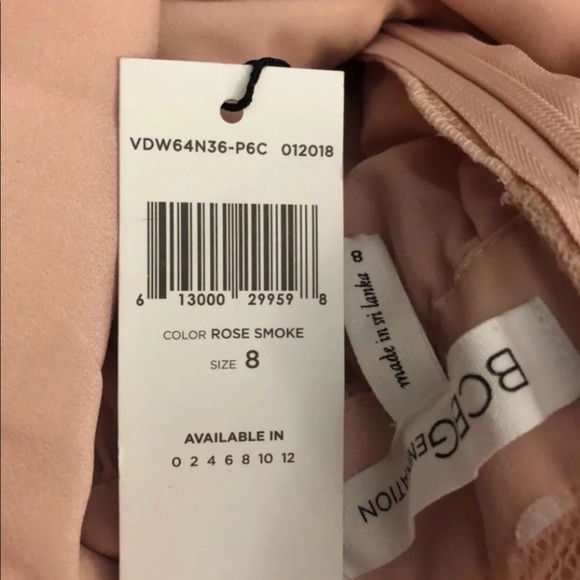 VDW64N36-P6C 012018
6 13000 29959 8
COLOR ROSE SMOKE
SIZE 8
AVAILABLE IN
0 2 4 6 8 10 12
made in sri lanka 8
BCBGENERATION